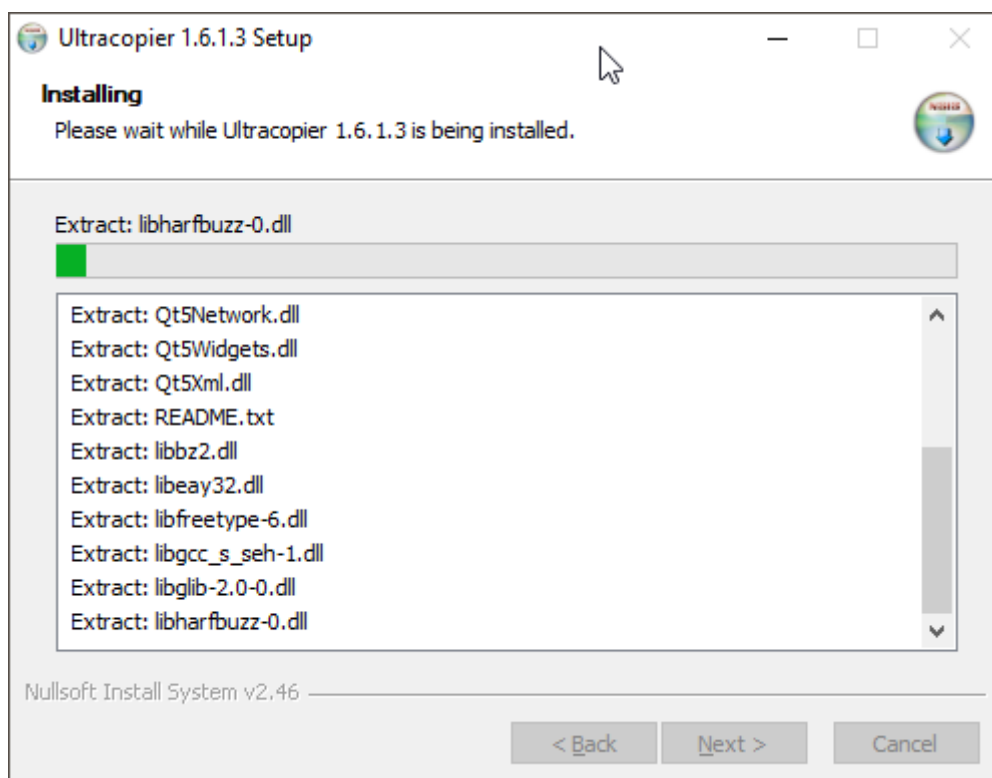 Ultracopier 1.6.1.3 Setup
Installing
Please wait while Ultracopier 1.6.1.3 is being installed.
NSIS
Extract: libharfbuzz-0.dll
Extract: Qt5Network.dll
Extract: Qt5Widgets.dll
Extract: Qt5Xml.dll
Extract: README.txt
Extract: libbz2.dll
Extract: libeay32.dll
Extract: libfreetype-6.dll
Extract: libgcc_s_seh-1.dll
Extract: libglib-2.0-0.dll
Extract: libharfbuzz-0.dll
Nullsoft Install System v2.46
< Back
Next >
Cancel